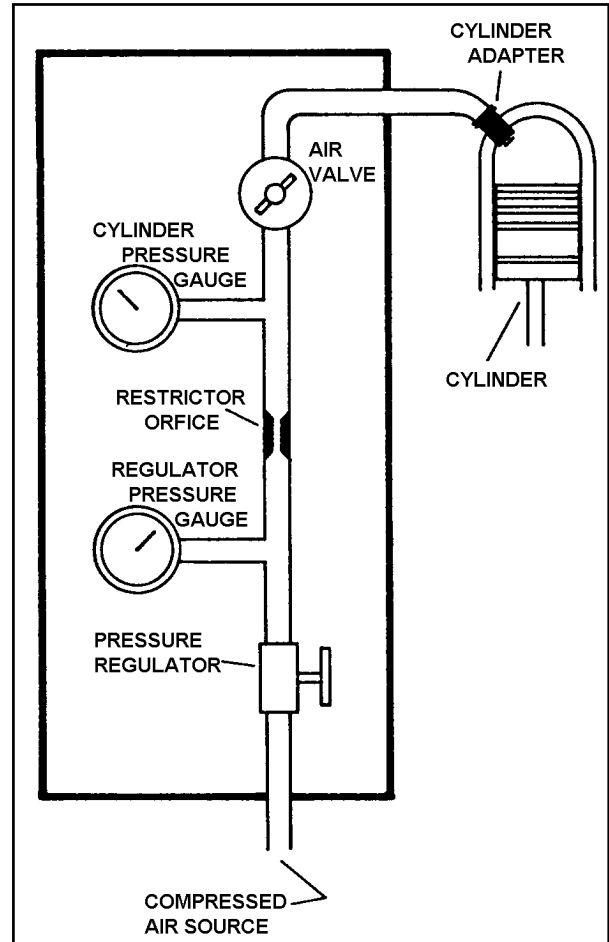 CYLINDER
ADAPTER
AIR
VALVE
CYLINDER
PRESSURE
GAUGE
CYLINDER
RESTRICTOR
ORFICE
REGULATOR
PRESSURE
GAUGE
PRESSURE
REGULATOR
COMPRESSED
AIR SOURCE